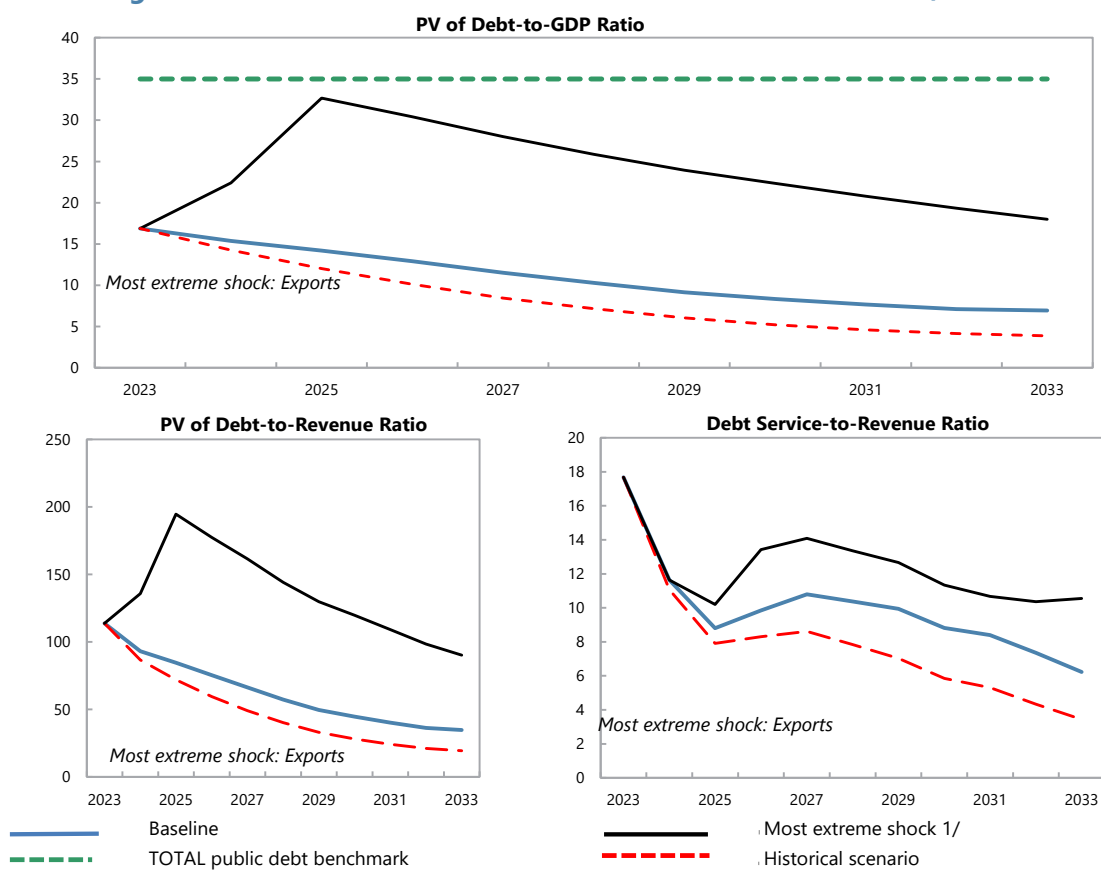 PV of Debt-to-GDP Ratio
40
35
30
25
20
15
10
5
0
Most extreme shock: Exports
2023 2025 2027 2029 2031 2033
PV of Debt-to-Revenue Ratio
250
200
150
100
50
0
Most extreme shock: Exports
2023 2025 2027 2029 2031 2033
Debt Service-to-Revenue Ratio
20
18
16
14
12
10
8
6
4
2
0
Most extreme shock: Exports
2023 2025 2027 2029 2031 2033
Baseline
TOTAL public debt benchmark
Most extreme shock 1/
Historical scenario